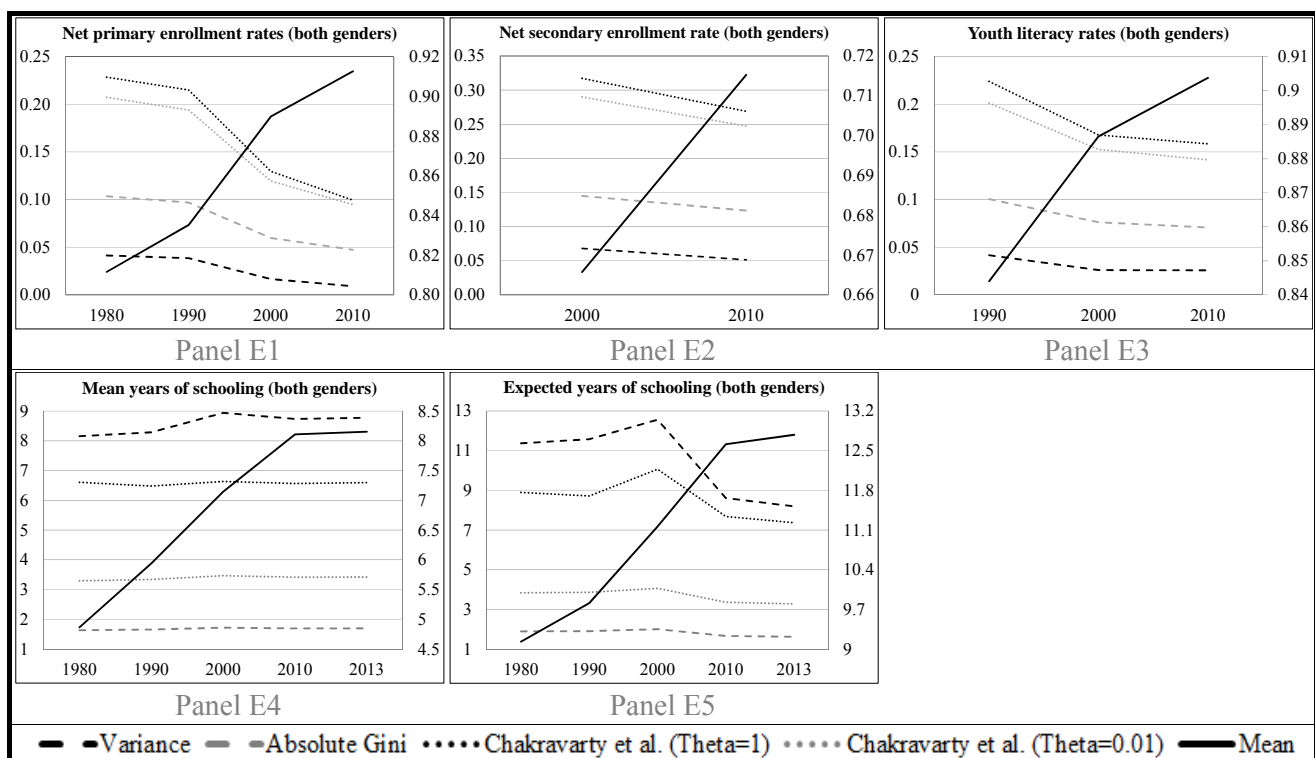 Net primary enrollment rates (both genders)
0.25 0.92
0.20 0.90
0.15 0.88
0.86
0.10 0.84
0.05 0.82
0.00 0.80
1980 1990 2000 2010
Panel E1
Net secondary enrollment rate (both genders)
0.35 0.72
0.30 0.71
0.25 0.70
0.20
0.15 0.69
0.10 0.68
0.05 0.67
0.00 0.66
2000 2010
Panel E2
Youth literacy rates (both genders)
0.25 0.91
0.2 0.9
0.89
0.15 0.88
0.1 0.87
0.05 0.86
0.85
0 0.84
1990 2000 2010
Panel E3
Mean years of schooling (both genders)
9 8.5
8 8
7 7.5
6 7
5 6.5
4 6
3 5.5
2 5
1 4.5
1980 1990 2000 2010 2013
Panel E4
Expected years of schooling (both genders)
13 13.2
11 12.5
9 11.8
7 11.1
5 10.4
3 9.7
1 9
1980 1990 2000 2010 2013
Panel E5
Variance Absolute Gini Chakravarty et al. (Theta=1) Chakravarty et al. (Theta=0.01) Mean